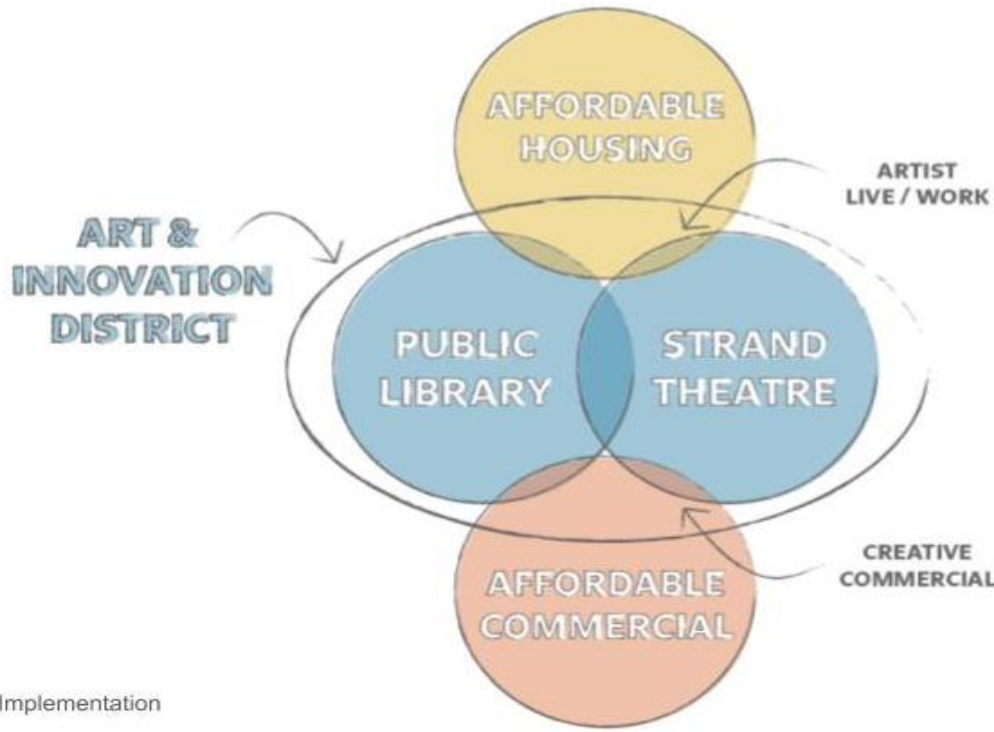 AFFORDABLE
HOUSING
ARTIST
LIVE / WORK
ART &
INNOVATION
DISTRICT
PUBLIC
LIBRARY
STRAND
THEATRE
CREATIVE
COMMERCIAL
AFFORDABLE
COMMERCIAL
Implementation